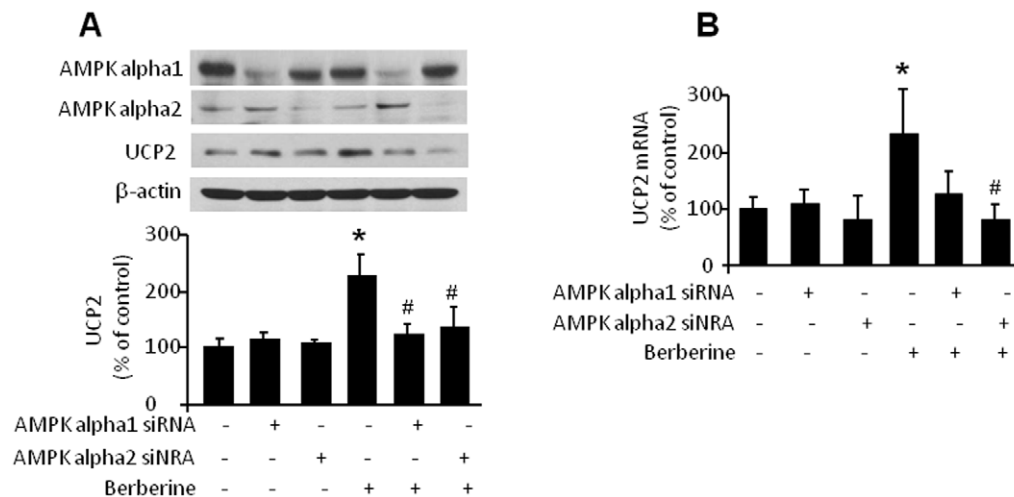 A
AMPK alpha1
AMPK alpha2
UCP2
β-actin
300
200
100
0
UCP2
(% of control)
*
#
#
AMPK alpha1 siRNA - + - - + -
AMPK alpha2 siNRA - - + - - +
Berberine - - - + + +
B
300
200
100
0
UCP2 mRNA
(% of control)
*
#
AMPK alpha1 siRNA - + - - + -
AMPK alpha2 siNRA - - + - - +
Berberine - - - + + +